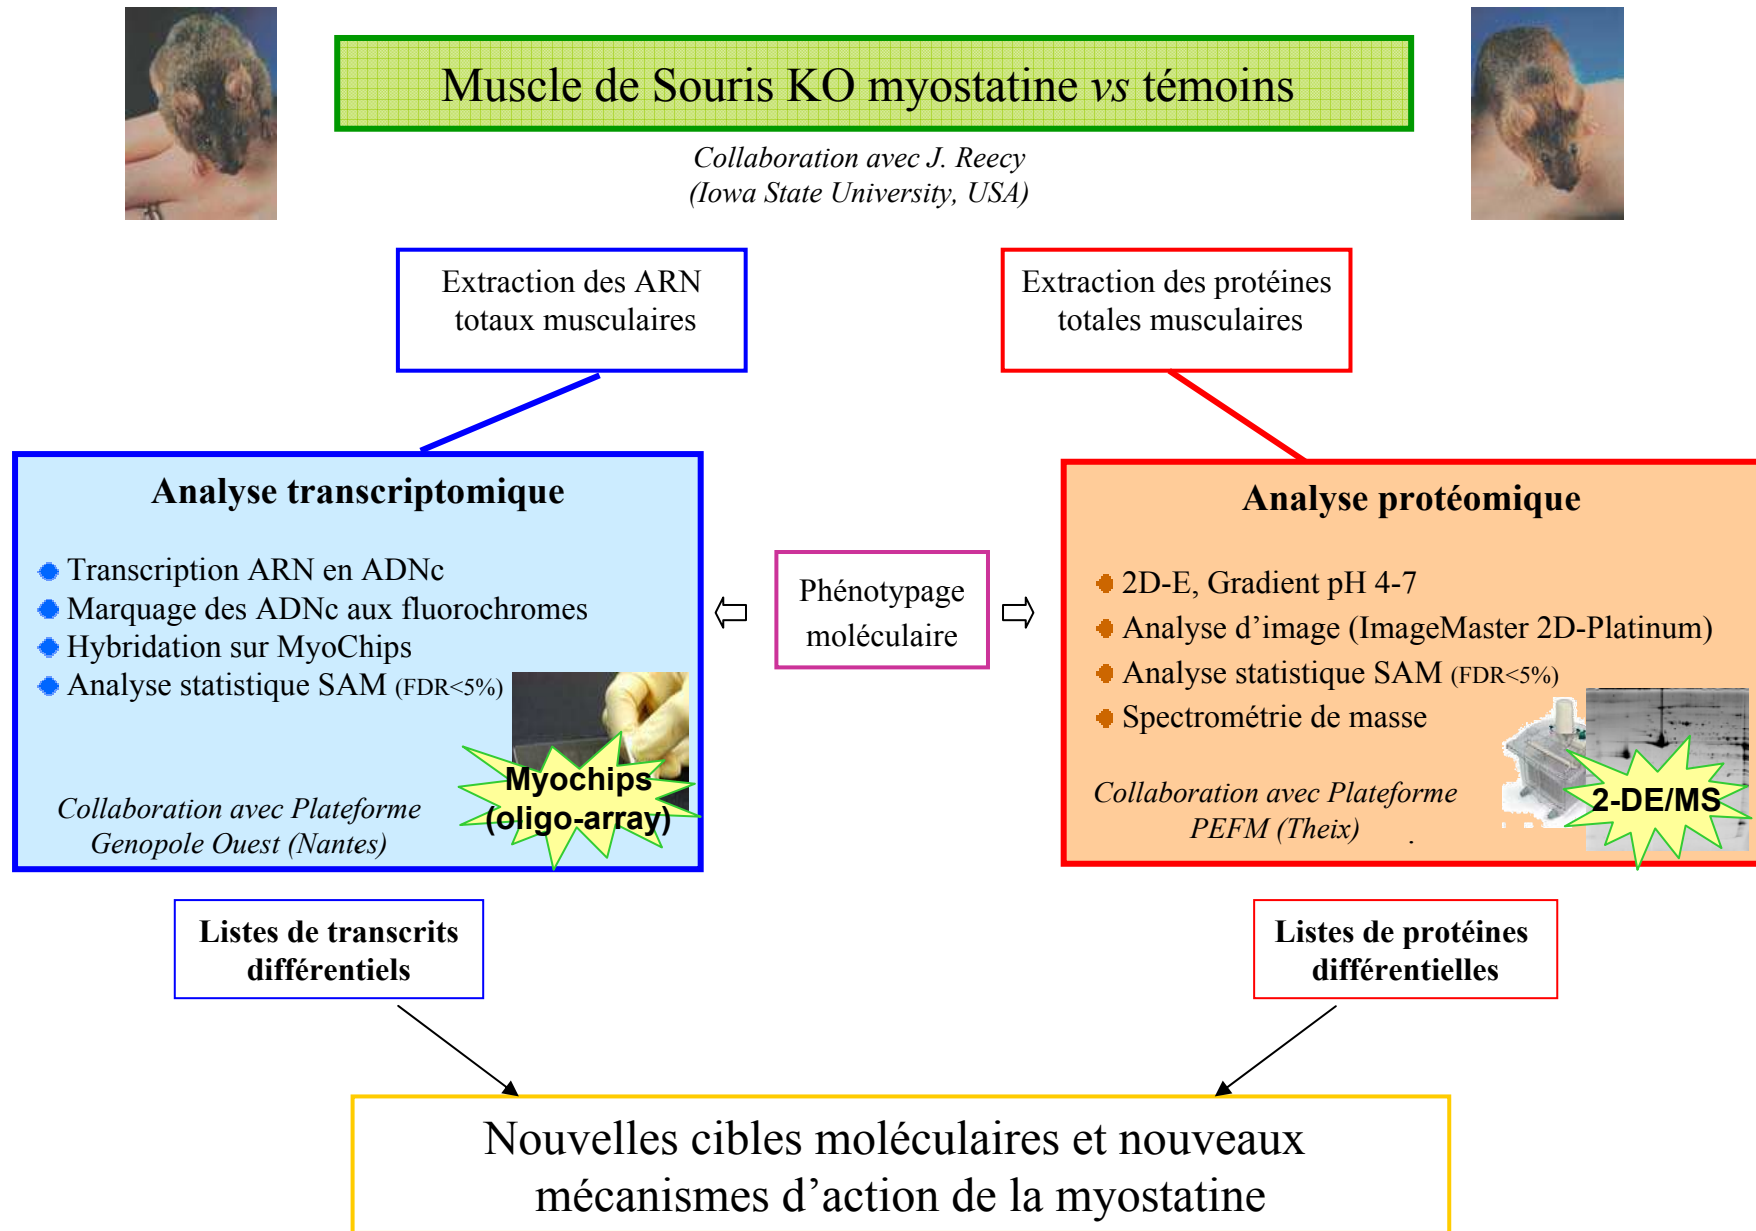 Muscle de Souris KO myostatine vs témoins
Collaboration avec J. Reecy
(Iowa State University, USA)
Extraction des ARN
totaux musculaires
Extraction des protéines
totales musculaires
Analyse transcriptomique
Transcription ARN en ADNc
Marquage des ADNc aux fluorochromes
Hybridation sur MyoChips
Analyse statistique SAM (FDR<5%)
Myochips
(oligo-array)
Collaboration avec Plateforme
Genopole Ouest (Nantes)
Phénotypage
moléculaire
Analyse protéomique
2D-E, Gradient pH 4-7
Analyse d’image (ImageMaster 2D-Platinum)
Analyse statistique SAM (FDR<5%)
Spectrométrie de masse
Collaboration avec Plateforme
PEFM (Theix) .
2-DE/MS
Listes de transcrits
différentiels
Listes de protéines
différentielles
Nouvelles cibles moléculaires et nouveaux
mécanismes d’action de la myostatine